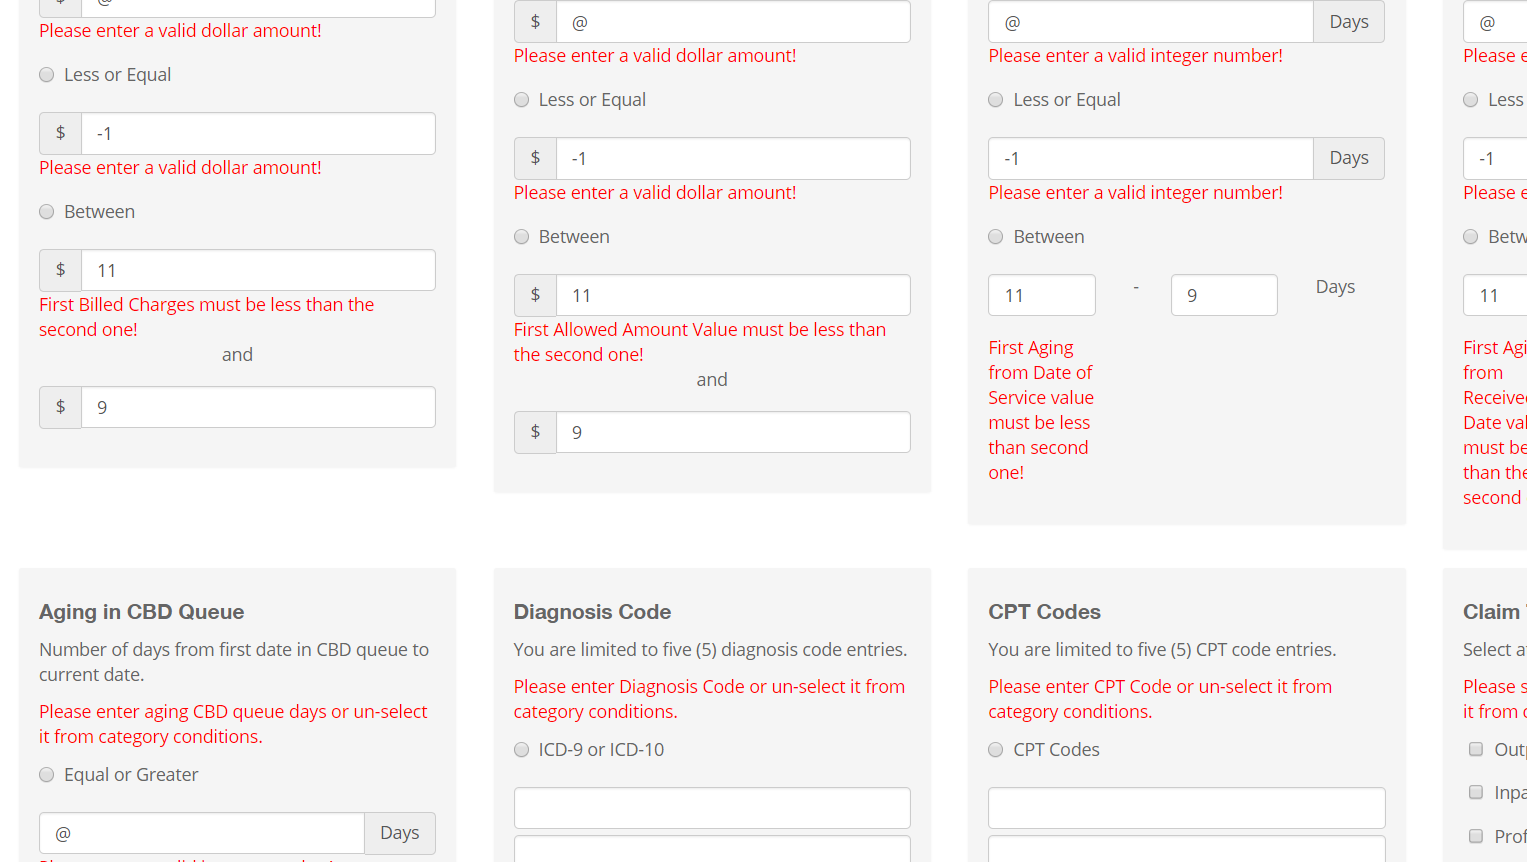 $ @
Please enter a valid dollar amount!
Less or Equal
$ -1
Please enter a valid dollar amount!
Between
$ 11
First Billed Charges must be less than the
second one!
and
$ 9
$ @
Please enter a valid dollar amount!
Less or Equal
$ -1
Please enter a valid dollar amount!
Between
$ 11
First Allowed Amount Value must be less than
the second one!
and
$ 9
@ Days
Please enter a valid integer number!
Less or Equal
-1 Days
Please enter a valid integer number!
Between
11 - 9 Days
First Aging
from Date of
Service value
must be less
than second
one!
@
Please
Less
-1
Please
11
First
from
Date
must be
second
Aging in CBD Queue
Number of days from first date in CBD queue to
current date.
Please enter aging CBD queue days or un-select
it from category conditions.
Equal or Greater
@ Days
Diagnosis Code
You are limited to five (5) diagnosis code entries.
Please enter Diagnosis Code or un-select it from
category conditions.
ICD-9 or ICD-10
CPT Codes
You are limited to five (5) CPT code entries.
Please enter CPT Code or un-select it from
category conditions.
CPT Codes
Claim
Select
Please
it from